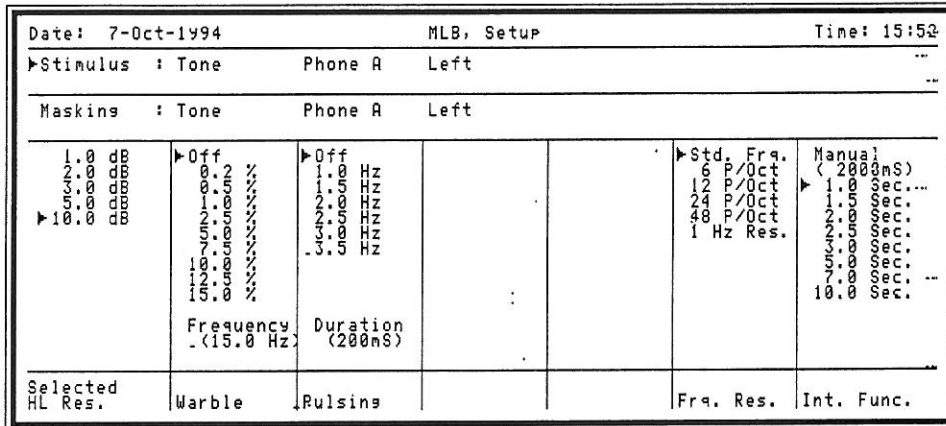 Date: 7-Oct-1994 MLB, Setup Time: 15:52
▶Stimulus : Tone Phone A Left
Masking : Tone Phone A Left
1.0 dB
2.0 dB
3.0 dB
5.0 dB
▶10.0 dB
▶Off
0.2 %
0.5 %
1.0 %
2.5 %
5.0 %
7.5 %
10.0 %
12.5 %
15.0 %
Frequency
(15.0 Hz)
▶Off
1.0 Hz
1.5 Hz
2.0 Hz
2.5 Hz
3.0 Hz
3.5 Hz
Duration
(200mS)
▶Std. Frq.
6 P/Oct
12 P/Oct
24 P/Oct
48 P/Oct
1 Hz Res.
Manual
( 2000mS)
▶ 1.0 Sec.
1.5 Sec.
2.0 Sec.
2.5 Sec.
3.0 Sec.
5.0 Sec.
7.0 Sec.
10.0 Sec.
Selected
HL Res.
Warble
Pulsing
Frq. Res.
Int. Func.